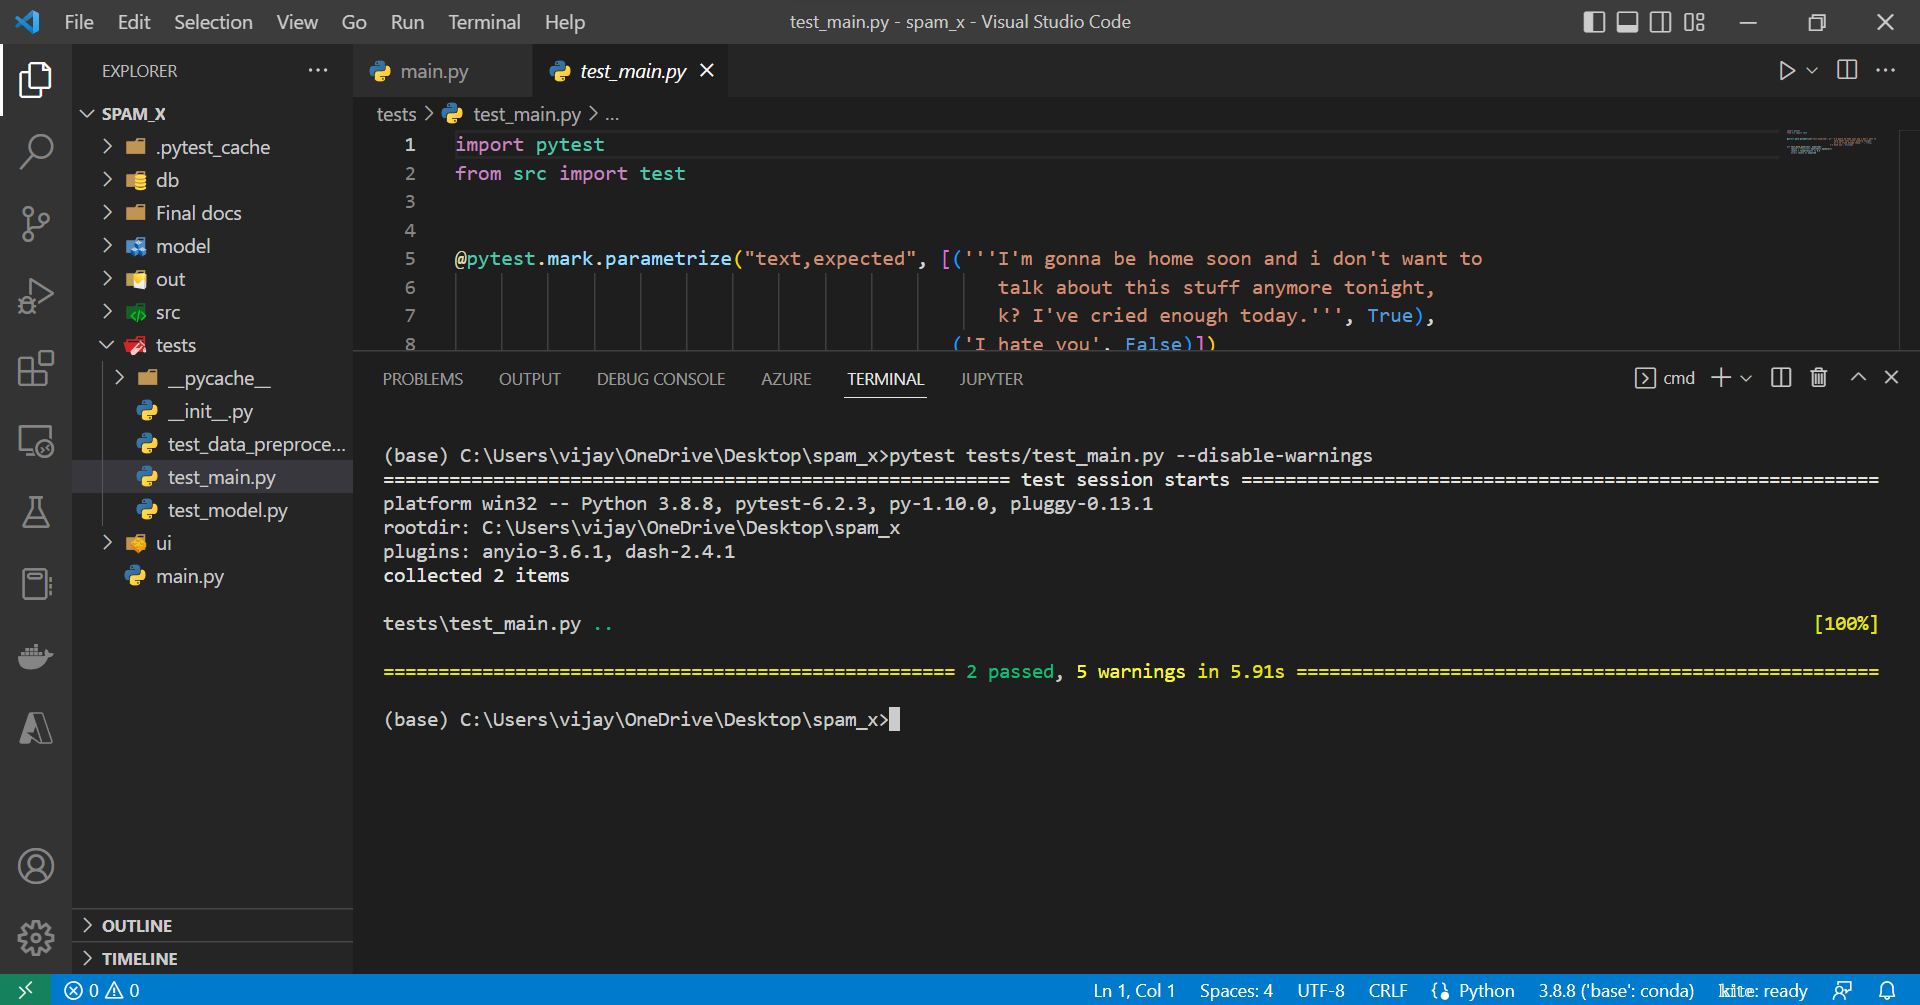 File Edit Selection View Go Run Terminal Help test_main.py - spam_x - Visual Studio Code
EXPLORER
SPAM_X
.pytest_cache
db
Final docs
model
out
src
tests
__pycache__
__init__.py
test_data_preproce...
test_main.py
test_model.py
ui
main.py
OUTLINE
TIMELINE
main.py test_main.py
tests > test_main.py > ...
1 import pytest
2 from src import test
3
4
5 @pytest.mark.parametrize("text,expected", [('''I'm gonna be home soon and i don't want to
6 talk about this stuff anymore tonight,
7 k? I've cried enough today.''', True),
8 ('I hate you', False)])
PROBLEMS OUTPUT DEBUG CONSOLE AZURE TERMINAL JUPYTER cmd
(base) C:\Users\vijay\OneDrive\Desktop\spam_x>pytest tests/test_main.py --disable-warnings
========================================================= test session starts ==========================================================
platform win32 -- Python 3.8.8, pytest-6.2.3, py-1.10.0, pluggy-0.13.1
rootdir: C:\Users\vijay\OneDrive\Desktop\spam_x
plugins: anyio-3.6.1, dash-2.4.1
collected 2 items
tests\test_main.py .. [100%]
==================================================== 2 passed, 5 warnings in 5.91s =====================================================
(base) C:\Users\vijay\OneDrive\Desktop\spam_x>
0 0 Ln 1, Col 1 Spaces: 4 UTF-8 CRLF Python 3.8.8 ('base': conda) kite: ready